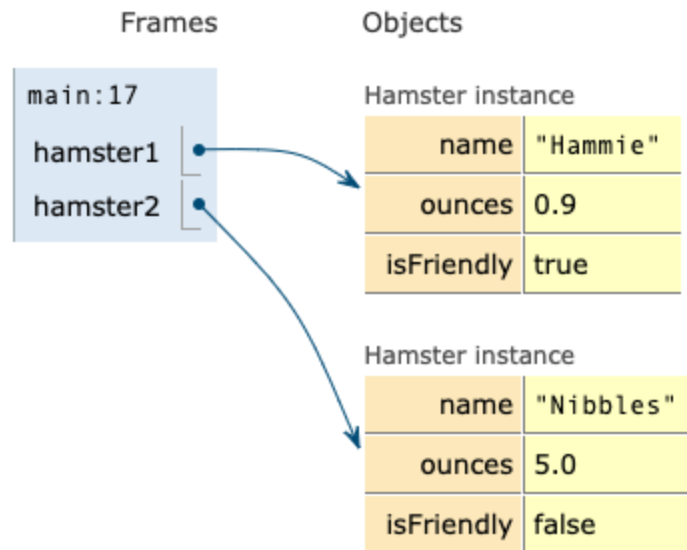 Frames Objects
main:17
hamster1
hamster2
Hamster instance
name "Hammie"
ounces 0.9
isFriendly true
Hamster instance
name "Nibbles"
ounces 5.0
isFriendly false